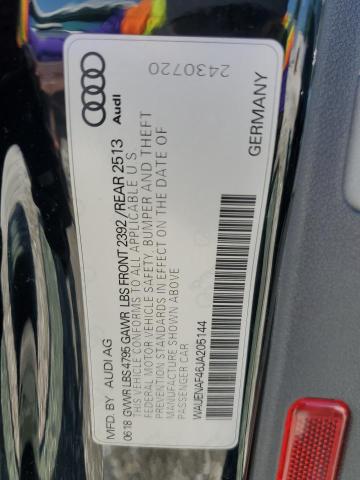 Audi
2430720
GERMANY
MFD. BY AUDI AG
0618 GVWR LBS 4795 GAWR LBS FRONT 2392 / REAR 2513
THIS VEHICLE CONFORMS TO ALL APPLICABLE U S
FEDERAL MOTOR VEHICLE SAFETY, BUMPER AND THEFT
PREVENTION STANDARDS IN EFFECT ON THE DATE OF
MANUFACTURE SHOWN ABOVE
PASSENGER CAR
WAUENAF46JA205144